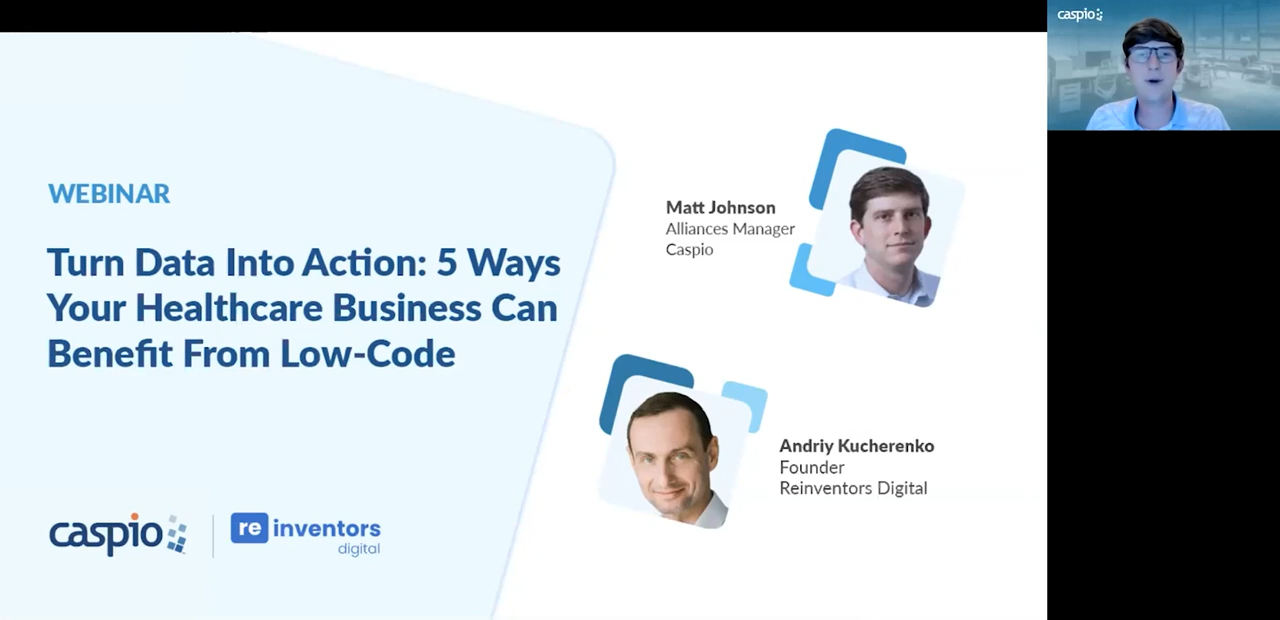 WEBINAR
Turn Data Into Action: 5 Ways
Your Healthcare Business Can
Benefit From Low-Code
caspio
re inventors
digital
Matt Johnson
Alliances Manager
Caspio
Andriy Kucherenko
Founder
Reinventors Digital
caspio